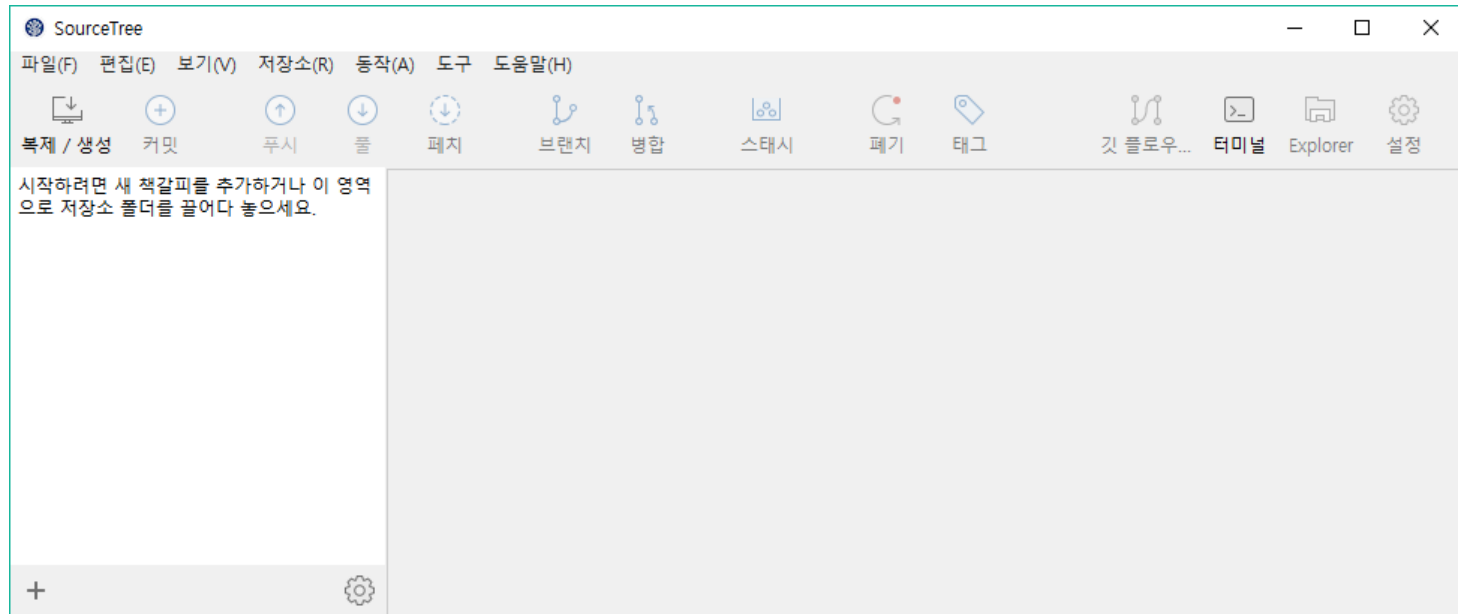 SourceTree
파일(F) 편집(E) 보기(V) 저장소(R) 동작(A) 도구 도움말(H)
복제 / 생성 커밋 푸시 풀 페치 브랜치 병합 스태시 폐기 태그 깃 플로우... 터미널 Explorer 설정
시작하려면 새 책갈피를 추가하거나 이 영역
으로 저장소 폴더를 끌어다 놓으세요.